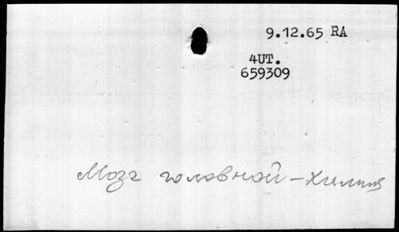 9.12.65 RA
4UT.
659309
Мозг головной - Химия